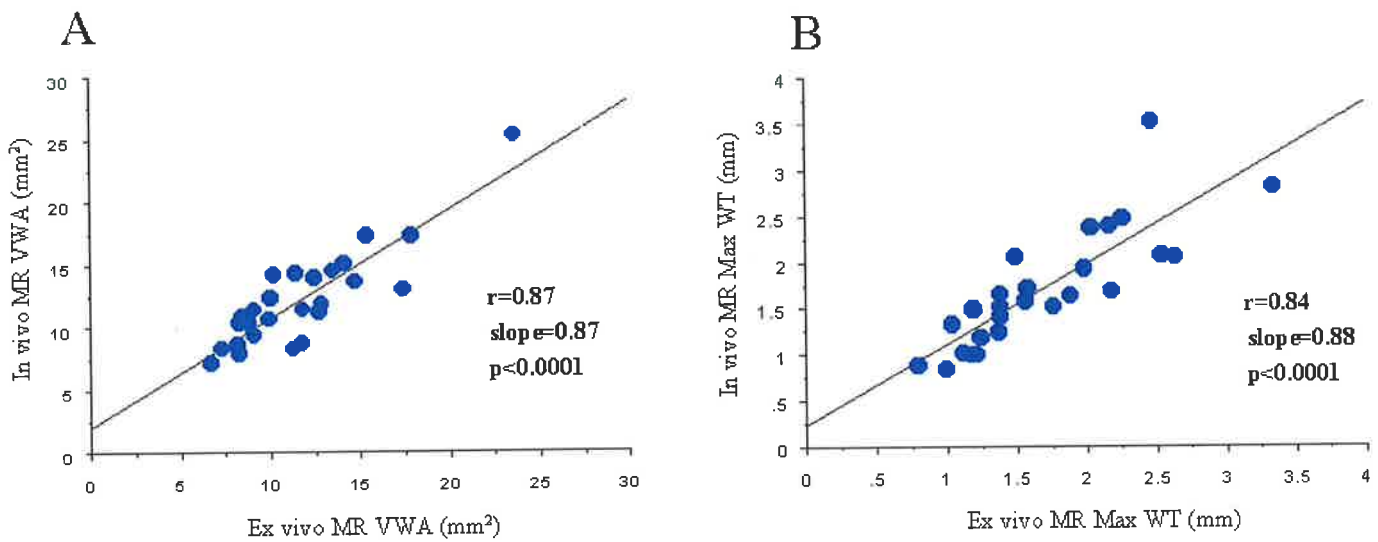 A
30
25
20
15
10
5
0
In vivo MR VWA (mm²)
r=0.87
slope=0.87
p<0.0001
0 5 10 15 20 25 30
Ex vivo MR VWA (mm²)
B
4
3.5
3
2.5
2
1.5
1
.5
0
In vivo MR Max WT (mm)
r=0.84
slope=0.88
p<0.0001
0 .5 1 1.5 2 2.5 3 3.5 4
Ex vivo MR Max WT (mm)